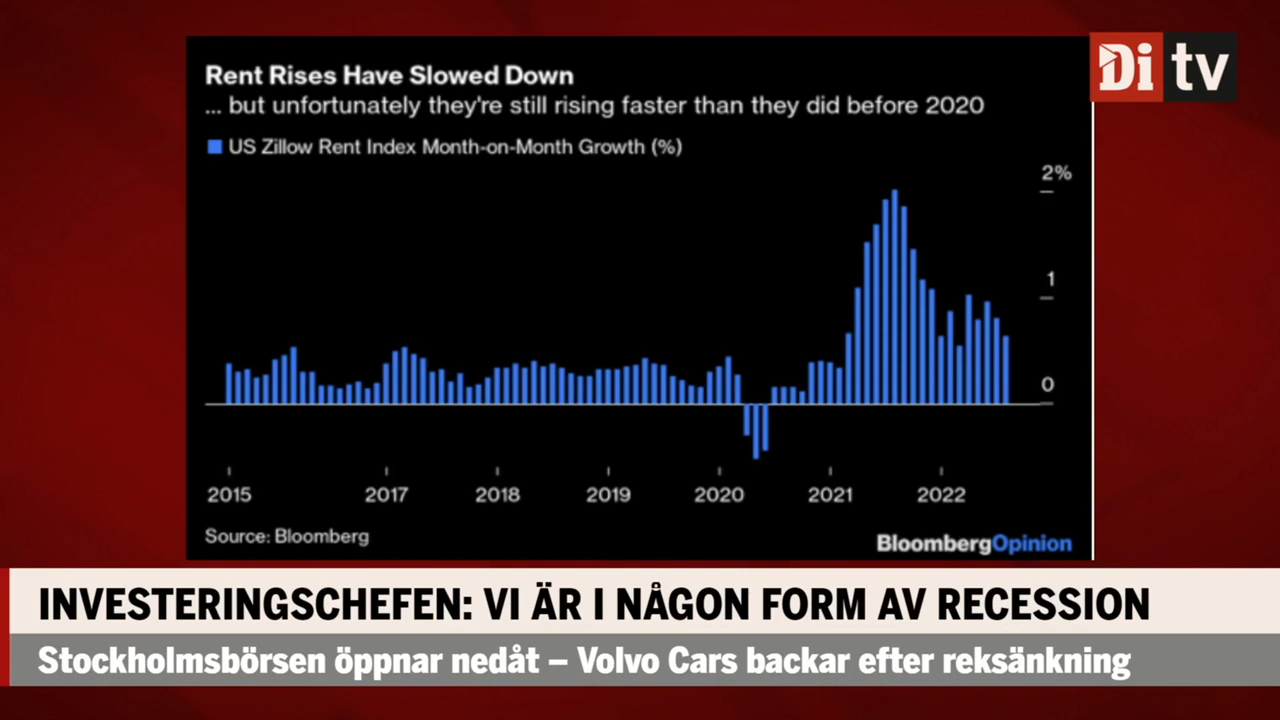 Di tv
Rent Rises Have Slowed Down
... but unfortunately they're still rising faster than they did before 2020
US Zillow Rent Index Month-on-Month Growth (%)
2%
1
0
2015 2017 2018 2019 2020 2021 2022
Source: Bloomberg
BloombergOpinion
INVESTERINGSCHEFEN: VI ÄR I NÅGON FORM AV RECESSION
Stockholmsbörsen öppnar nedåt – Volvo Cars backar efter reksänkning